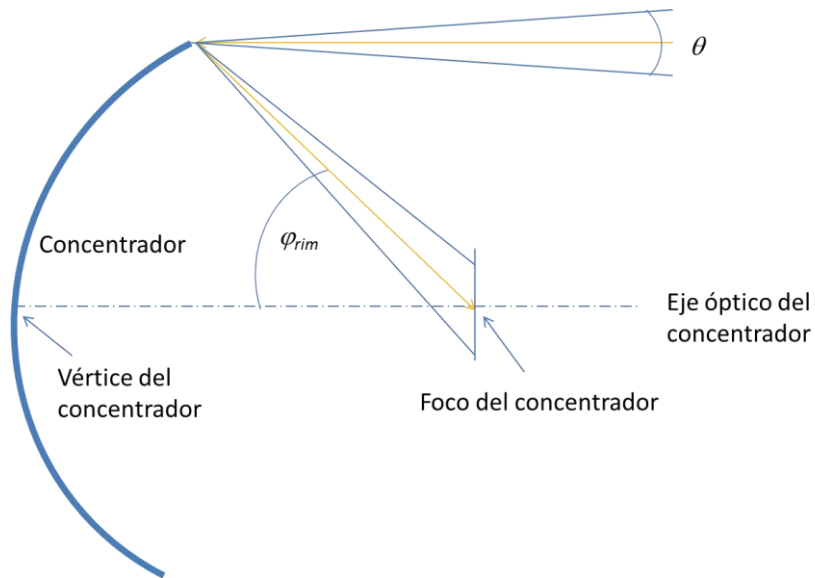 θ
Concentrador
φrim
Eje óptico del
concentrador
Vértice del
concentrador
Foco del concentrador